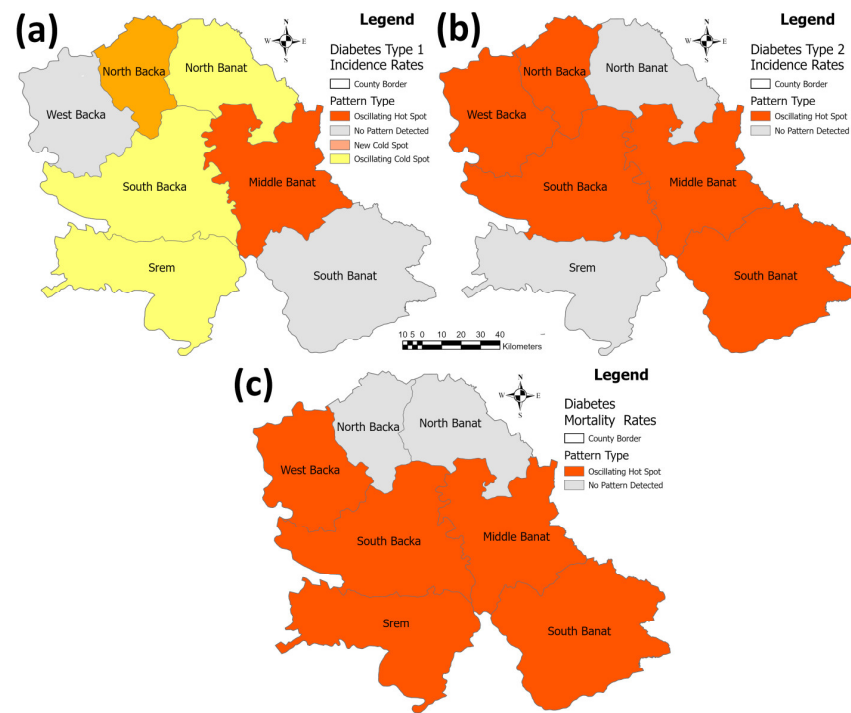 (a)
N
W E
S
Legend
Diabetes Type 1
Incidence Rates
County Border
Pattern Type
Oscillating Hot Spot
No Pattern Detected
New Cold Spot
Oscillating Cold Spot
North Backa
North Banat
West Backa
South Backa
Middle Banat
Srem
South Banat
(b)
N
W E
S
Legend
Diabetes Type 2
Incidence Rates
County Border
Pattern Type
Oscillating Hot Spot
No Pattern Detected
North Backa
North Banat
West Backa
South Backa
Middle Banat
Srem
South Banat
10 5 0 10 20 30 40
Kilometers
(c)
N
W E
S
Legend
Diabetes
Mortality Rates
County Border
Pattern Type
Oscillating Hot Spot
No Pattern Detected
North Backa
North Banat
West Backa
South Backa
Middle Banat
Srem
South Banat